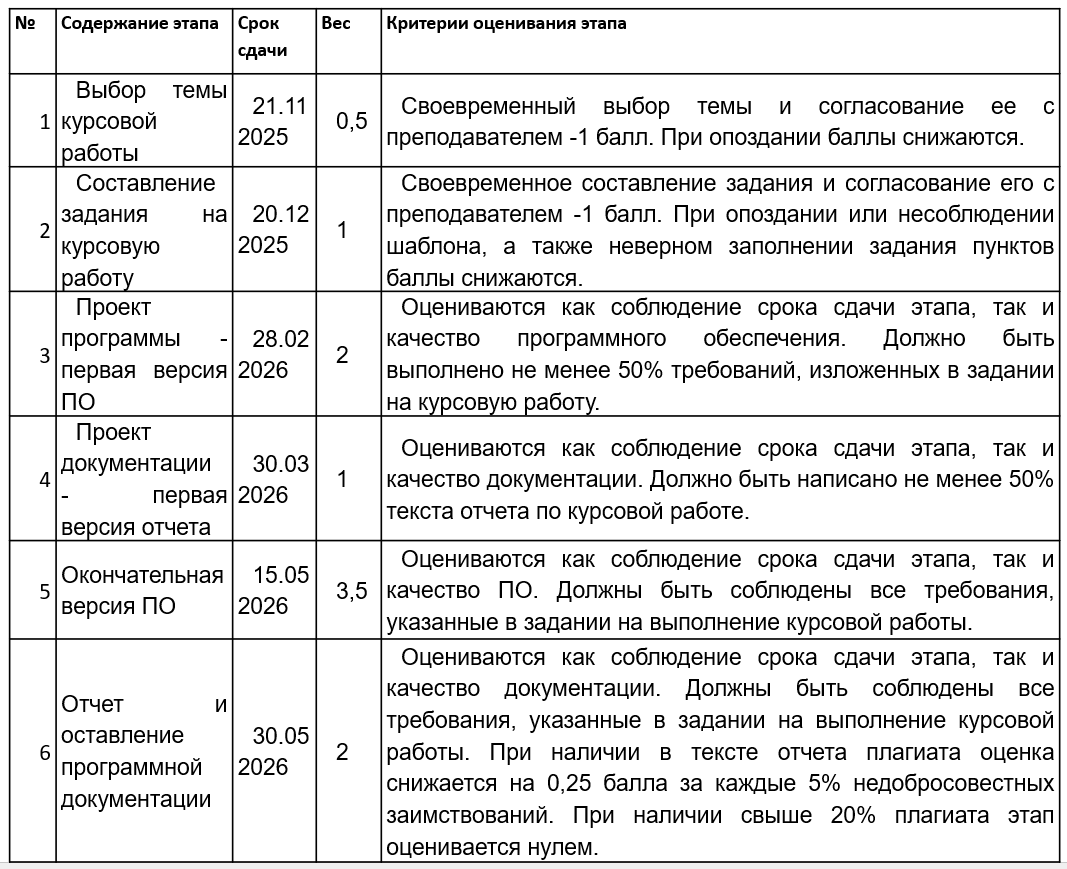 № Содержание этапа Срок сдачи Вес Критерии оценивания этапа
1
Выбор темы
курсовой
работы
21.11
2025
0,5
Своевременный выбор темы и согласование ее с
преподавателем -1 балл. При опоздании баллы снижаются.
2
Составление
задания на
курсовую
работу
20.12
2025
1
Своевременное составление задания и согласование его с
преподавателем -1 балл. При опоздании или несоблюдении
шаблона, а также неверном заполнении задания пунктов
баллы снижаются.
3
Проект
программы -
первая версия
ПО
28.02
2026
2
Оцениваются как соблюдение срока сдачи этапа, так и
качество программного обеспечения. Должно быть
выполнено не менее 50% требований, изложенных в задании
на курсовую работу.
4
Проект
документации
- первая
версия отчета
30.03
2026
1
Оцениваются как соблюдение срока сдачи этапа, так и
качество документации. Должно быть написано не менее 50%
текста отчета по курсовой работе.
5
Окончательная
версия ПО
15.05
2026
3,5
Оцениваются как соблюдение срока сдачи этапа, так и
качество ПО. Должны быть соблюдены все требования,
указанные в задании на выполнение курсовой работы.
6
Отчет и
оставление
программной
документации
30.05
2026
2
Оцениваются как соблюдение срока сдачи этапа, так и
качество документации. Должны быть соблюдены все
требования, указанные в задании на выполнение курсовой
работы. При наличии в тексте отчета плагиата оценка
снижается на 0,25 балла за каждые 5% недобросовестных
заимствований. При наличии свыше 20% плагиата этап
оценивается нулем.